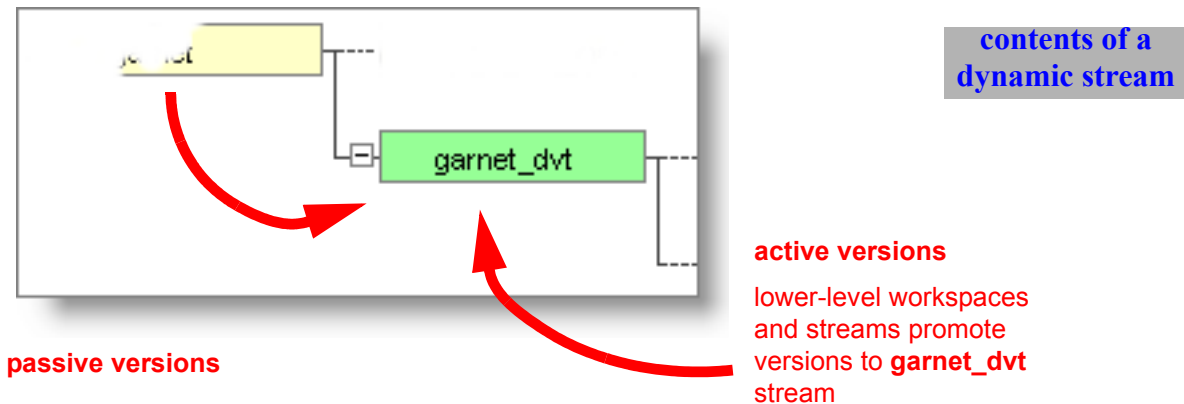 contents of a
dynamic stream
garnet_dvt
active versions
lower-level workspaces
and streams promote
versions to garnet_dvt
stream
passive versions